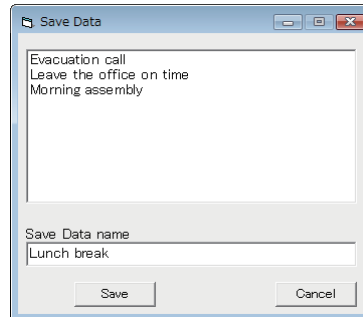 Save Data
Evacuation call
Leave the office on time
Morning assembly
Save Data name
Lunch break
Save
Cancel